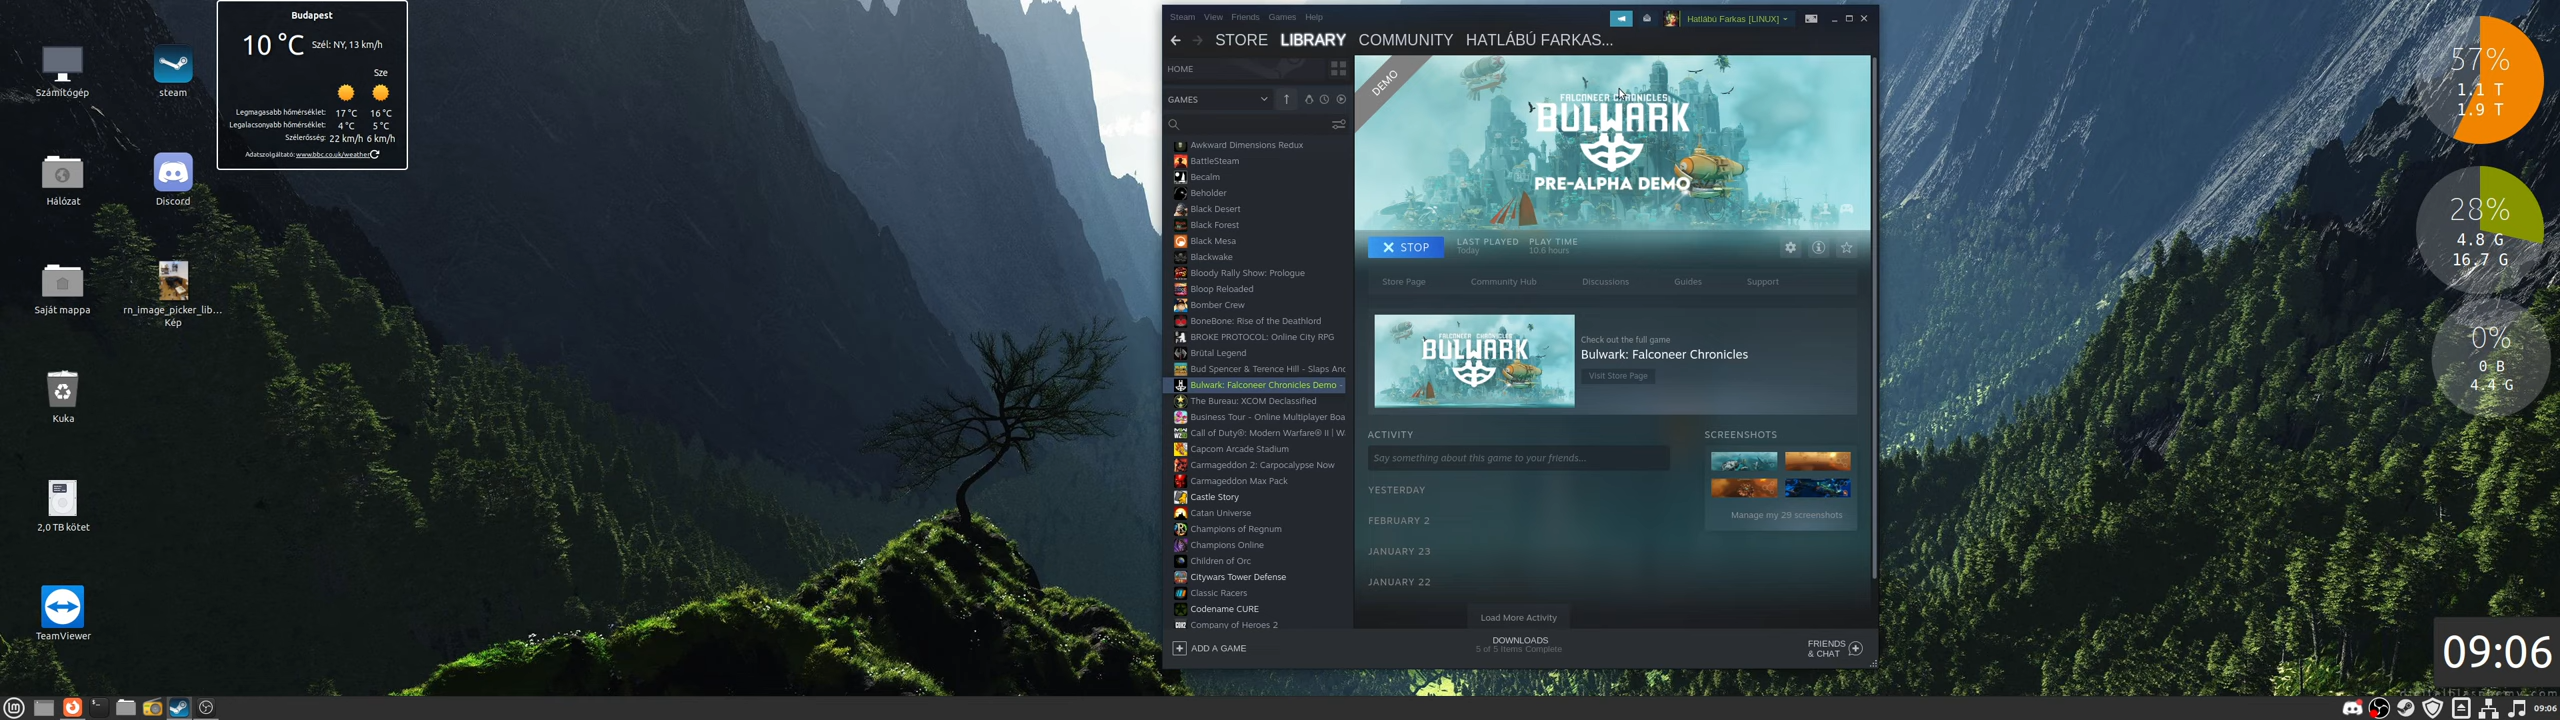 Számítógép
steam
Hálózat
Discord
Saját mappa
rn_image_picker_lib...
Kép
Kuka
2,0 TB kötet
TeamViewer
Budapest
10 °C Szél: NY, 13 km/h
Sze
Legmagasabb hőmérséklet: 17 °C 16 °C
Legalacsonyabb hőmérséklet: 4 °C 5 °C
Szélerősség: 22 km/h 6 km/h
Adatszolgáltató: www.bbc.co.uk/weather
Steam View Friends Games Help
Hatlábú Farkas [LINUX]
STORE LIBRARY COMMUNITY HATLÁBÚ FARKAS...
HOME
GAMES
Awkward Dimensions Redux
BattleSteam
Becalm
Beholder
Black Desert
Black Forest
Black Mesa
Blackwake
Bloody Rally Show: Prologue
Bloop Reloaded
Bomber Crew
BoneBone: Rise of the Deathlord
BROKE PROTOCOL: Online City RPG
Brütal Legend
Bud Spencer & Terence Hill - Slaps And
Bulwark: Falconeer Chronicles Demo -
The Bureau: XCOM Declassified
Business Tour - Online Multiplayer Boa
Call of Duty®: Modern Warfare® II | W
Capcom Arcade Stadium
Carmageddon 2: Carpocalypse Now
Carmageddon Max Pack
Castle Story
Catan Universe
Champions of Regnum
Champions Online
Children of Orc
Citywars Tower Defense
Classic Racers
Codename CURE
Company of Heroes 2
ADD A GAME
DEMO
FALCONEER CHRONICLES
BULWARK
PRE-ALPHA DEMO
STOP
LAST PLAYED
Today
PLAY TIME
10.6 hours
Store Page Community Hub Discussions Guides Support
FALCONEER CHRONICLES
BULWARK
Check out the full game
Bulwark: Falconeer Chronicles
Visit Store Page
ACTIVITY
Say something about this game to your friends...
YESTERDAY
FEBRUARY 2
JANUARY 23
JANUARY 22
Load More Activity
SCREENSHOTS
Manage my 29 screenshots
DOWNLOADS
5 of 5 Items Complete
FRIENDS
& CHAT
57%
1.1 T
1.9 T
28%
4.8 G
16.7 G
0%
0 B
4.4 G
09:06
09:06